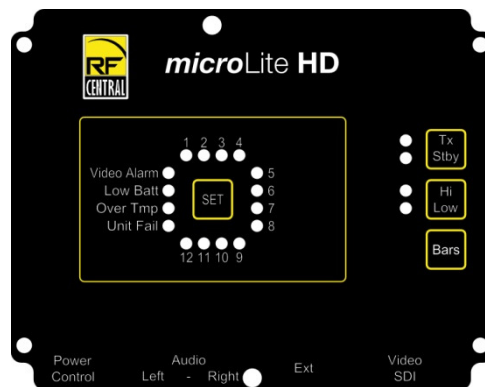 RF
CENTRAL
microLite HD
1 2 3 4
Video Alarm
Low Batt
Over Tmp
Unit Fail
SET
5
6
7
8
12 11 10 9
Tx
Stby
Hi
Low
Bars
Power
Control
Audio
Left - Right
Ext
Video
SDI